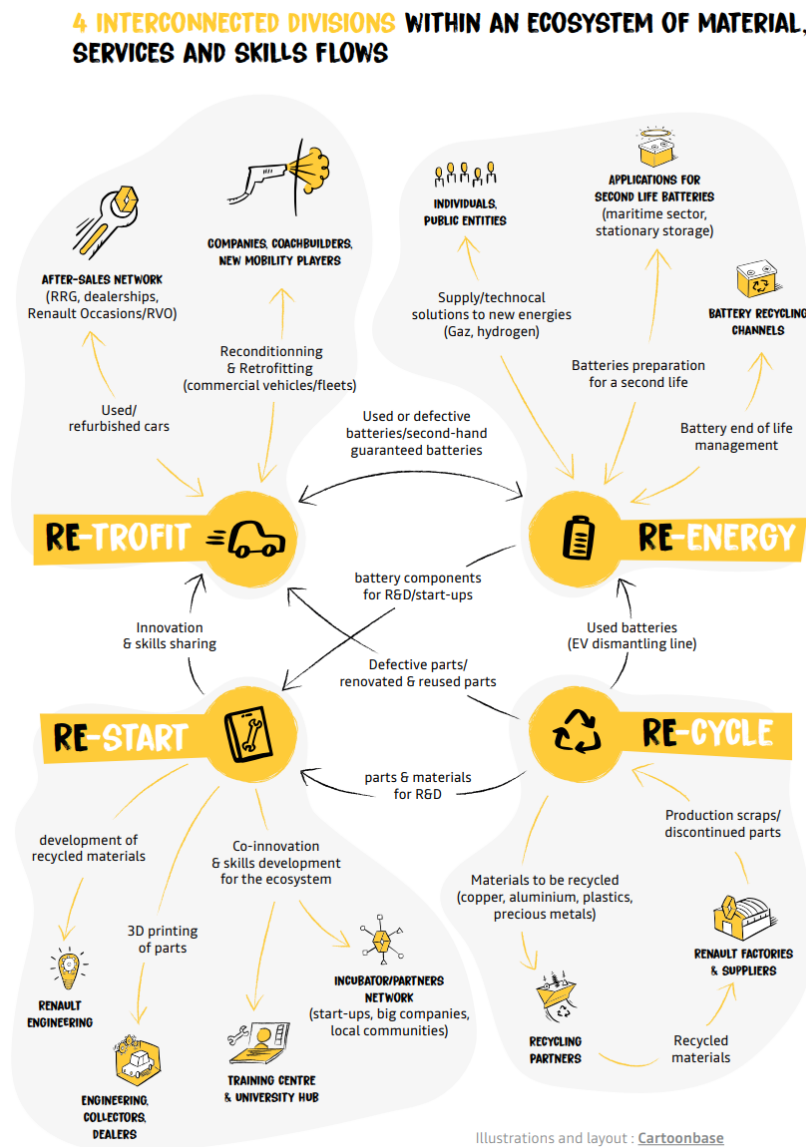 4 INTERCONNECTED DIVISIONS WITHIN AN ECOSYSTEM OF MATERIAL,
SERVICES AND SKILLS FLOWS
AFTER-SALES NETWORK
(RRG, dealerships,
Renault Occasions/RVO)
COMPANIES, COACHBUILDERS,
NEW MOBILITY PLAYERS
Used/
refurbished cars
Reconditionning
& Retrofitting
(commercial vehicles/fleets)
INDIVIDUALS,
PUBLIC ENTITIES
APPLICATIONS FOR
SECOND LIFE BATTERIES
(maritime sector,
stationary storage)
BATTERY RECYCLING
CHANNELS
Supply/technocal
solutions to new energies
(Gaz, hydrogen)
Batteries preparation
for a second life
Battery end of life
management
Used or defective
batteries/second-hand
guaranteed batteries
RE-TROFIT
RE-ENERGY
battery components
for R&D/start-ups
Innovation
& skills sharing
Used batteries
(EV dismantling line)
Defective parts/
renovated & reused parts
RE-START
RE-CYCLE
parts & materials
for R&D
development of
recycled materials
Co-innovation
& skills development
for the ecosystem
3D printing
of parts
RENAULT
ENGINEERING
ENGINEERING,
COLLECTORS,
DEALERS
TRAINING CENTRE
& UNIVERSITY HUB
INCUBATOR/PARTNERS
NETWORK
(start-ups, big companies,
local communities)
Production scraps/
discontinued parts
Materials to be recycled
(copper, aluminium, plastics,
precious metals)
RENAULT FACTORIES
& SUPPLIERS
RECYCLING
PARTNERS
Recycled
materials
Illustrations and layout : Cartoonbase